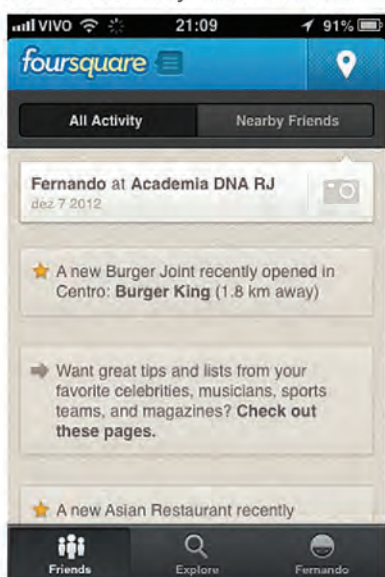 VIVO 21:09 91%
foursquare
All Activity Nearby Friends
Fernando at Academia DNA RJ
dez 7 2012
A new Burger Joint recently opened in
Centro: Burger King (1.8 km away)
Want great tips and lists from your
favorite celebrities, musicians, sports
teams, and magazines? Check out
these pages.
A new Asian Restaurant recently
Friends Explore Fernando